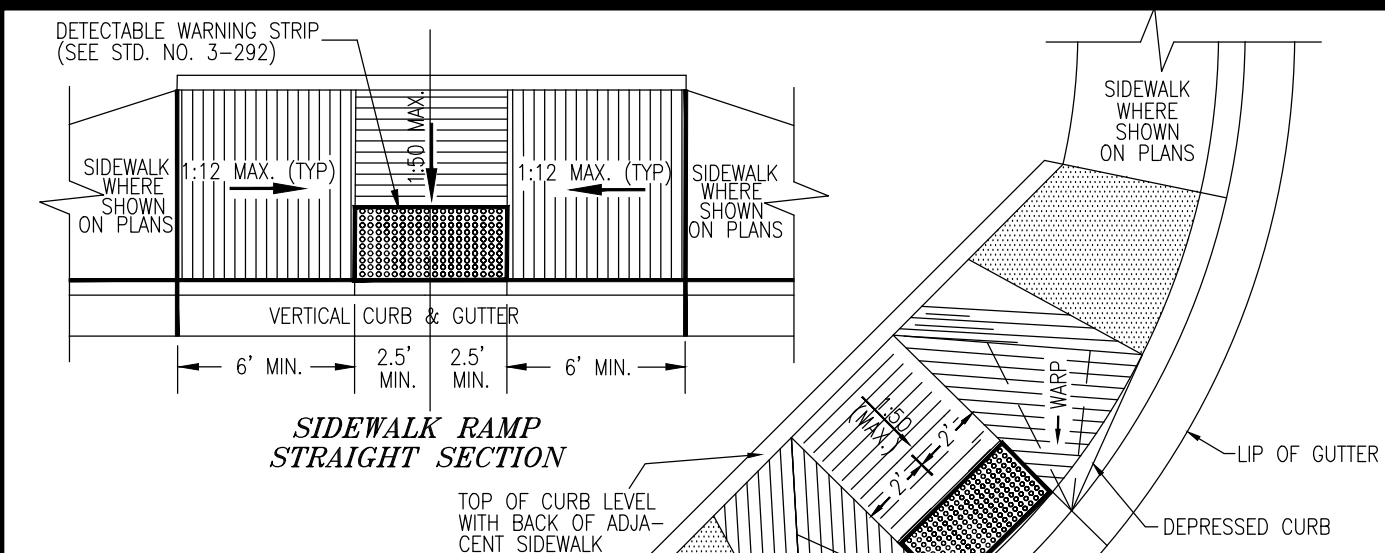 DETECTABLE WARNING STRIP
(SEE STD. NO. 3-292)
SIDEWALK
WHERE
SHOWN
ON PLANS
1:12 MAX. (TYP)
1:50 MAX.
1:12 MAX. (TYP)
SIDEWALK
WHERE
SHOWN
ON PLANS
VERTICAL CURB & GUTTER
6' MIN.
2.5'
MIN.
2.5'
MIN.
6' MIN.
SIDEWALK RAMP
STRAIGHT SECTION
SIDEWALK
WHERE
SHOWN
ON PLANS
WARP
1:50
(MAX.)
2'
2'
LIP OF GUTTER
TOP OF CURB LEVEL
WITH BACK OF ADJA-
CENT SIDEWALK
DEPRESSED CURB